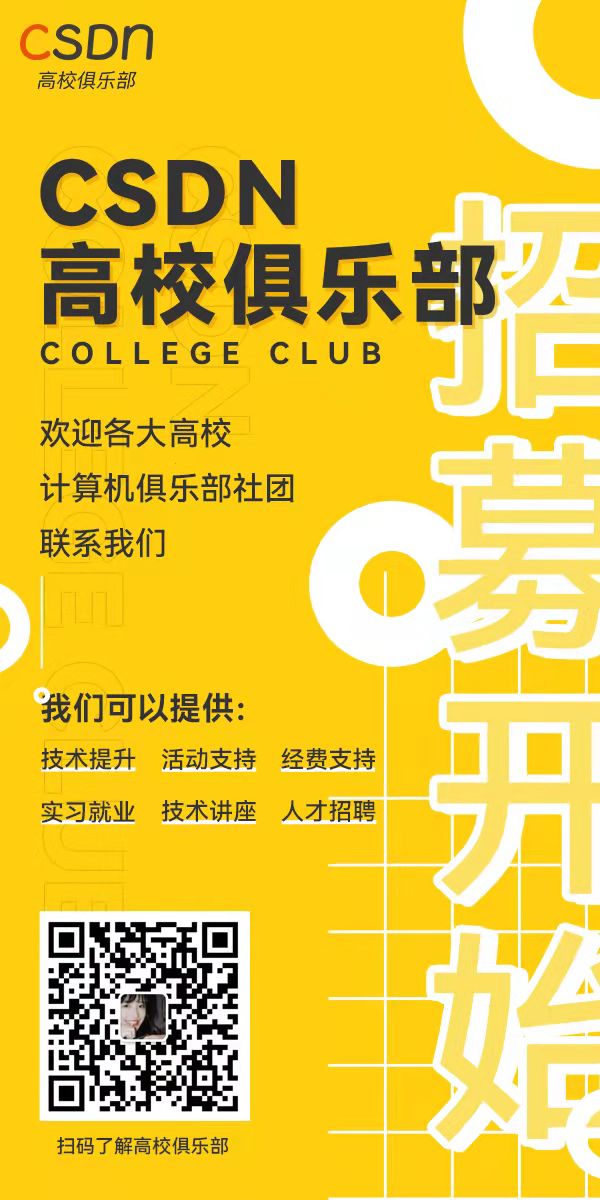 CSDN
高校俱乐部
CSDN
高校俱乐部
COLLEGE CLUB
招募开始
欢迎各大高校
计算机俱乐部社团
联系我们
我们可以提供:
技术提升 活动支持 经费支持
实习就业 技术讲座 人才招聘
扫码了解高校俱乐部
CSDN
COLLEGE CLUB